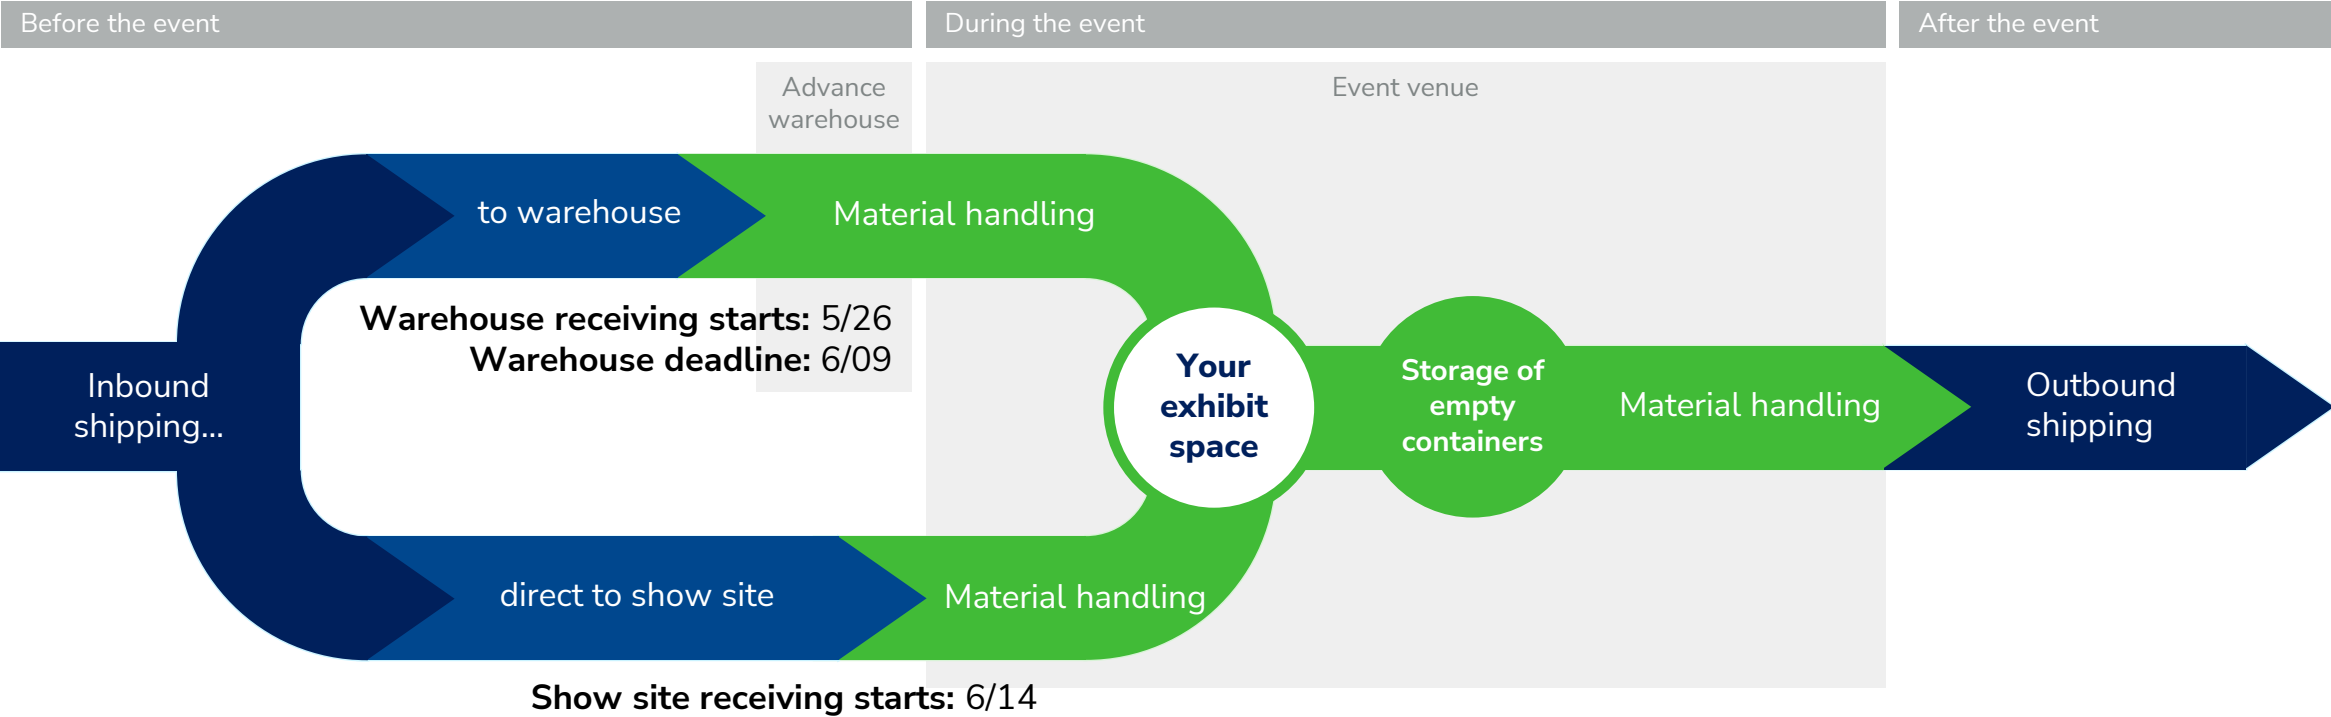 Before the event
During the event
After the event
Advance
warehouse
Event venue
to warehouse
Material handling
Warehouse receiving starts: 5/26
Warehouse deadline: 6/09
Inbound
shipping...
Your
exhibit
space
Storage of
empty
containers
Material handling
Outbound
shipping
direct to show site
Material handling
Show site receiving starts: 6/14